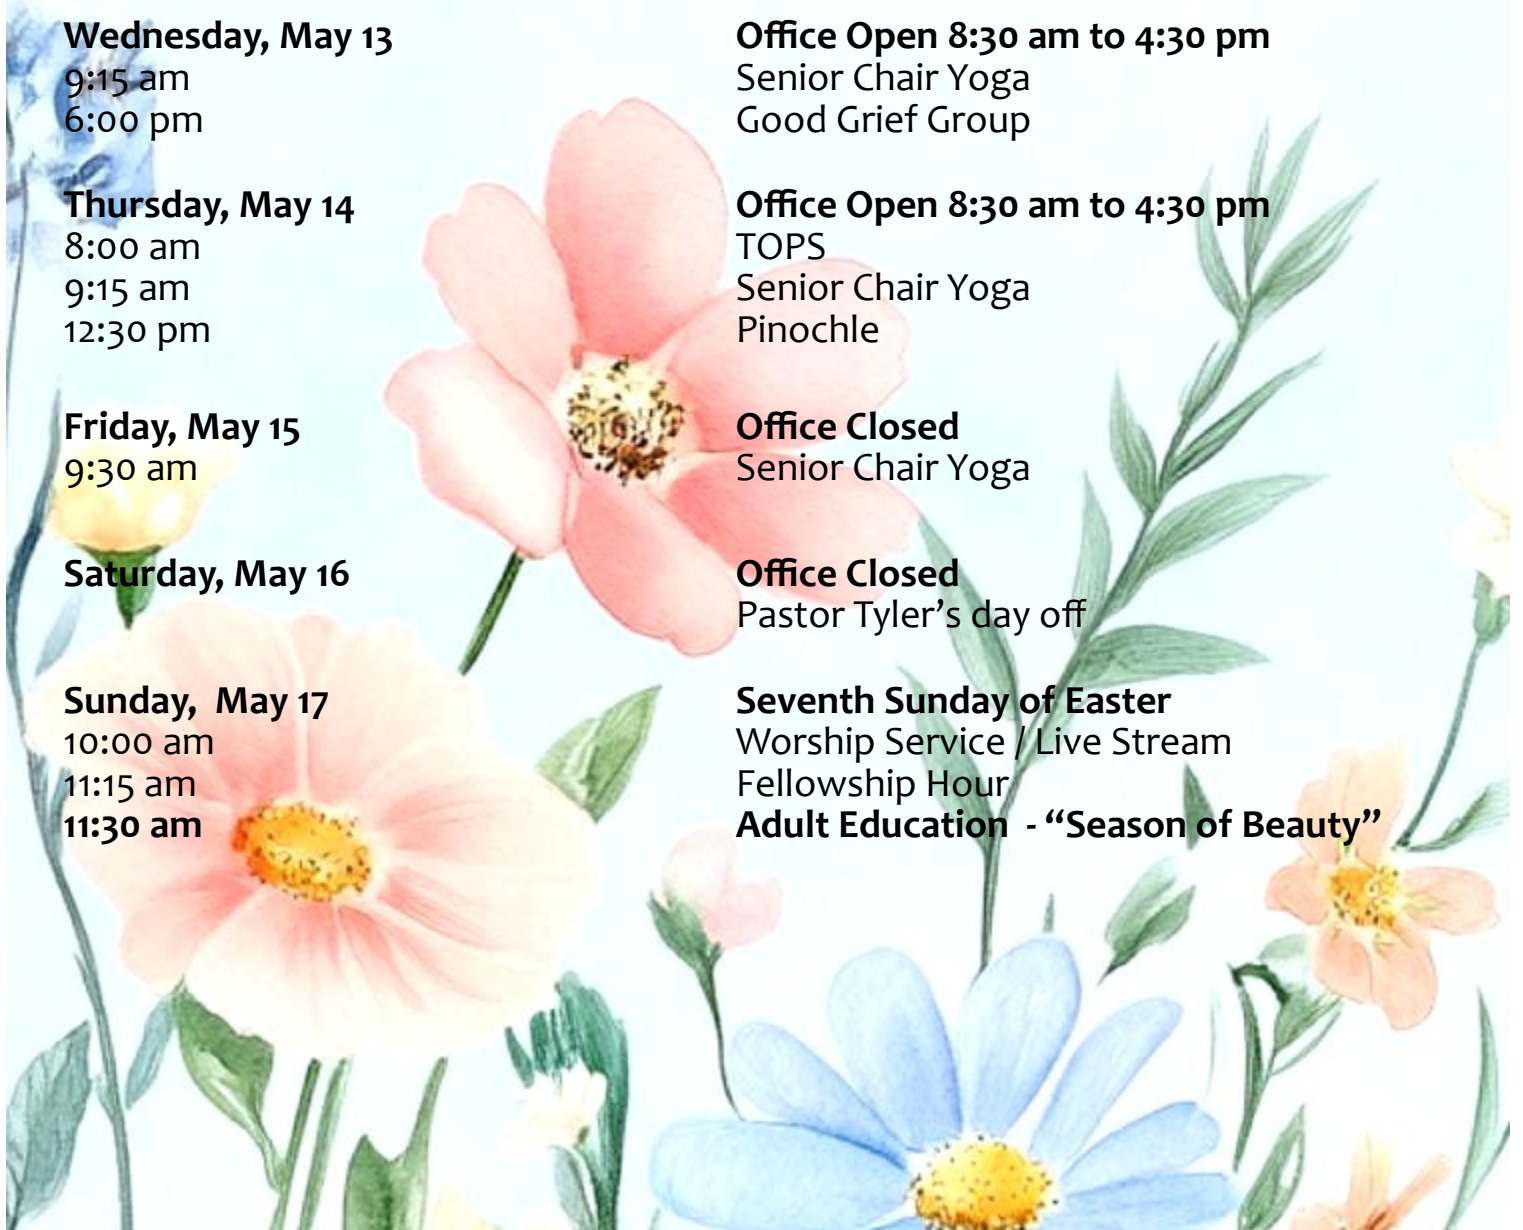 Wednesday, May 13 Office Open 8:30 am to 4:30 pm
9:15 am Senior Chair Yoga
6:00 pm Good Grief Group
Thursday, May 14 Office Open 8:30 am to 4:30 pm
8:00 am TOPS
9:15 am Senior Chair Yoga
12:30 pm Pinochle
Friday, May 15 Office Closed
9:30 am Senior Chair Yoga
Saturday, May 16 Office Closed
Pastor Tyler’s day off
Sunday, May 17 Seventh Sunday of Easter
10:00 am Worship Service / Live Stream
11:15 am Fellowship Hour
11:30 am Adult Education - “Season of Beauty”